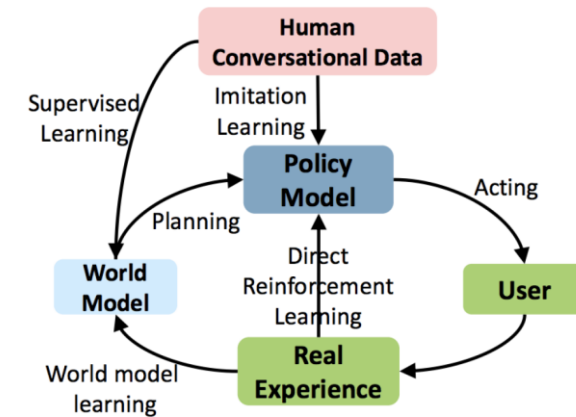 Human
Conversational Data
Supervised
Learning
Imitation
Learning
Policy
Model
Acting
Planning
Direct
Reinforcement
Learning
World
Model
User
Real
Experience
World model
learning